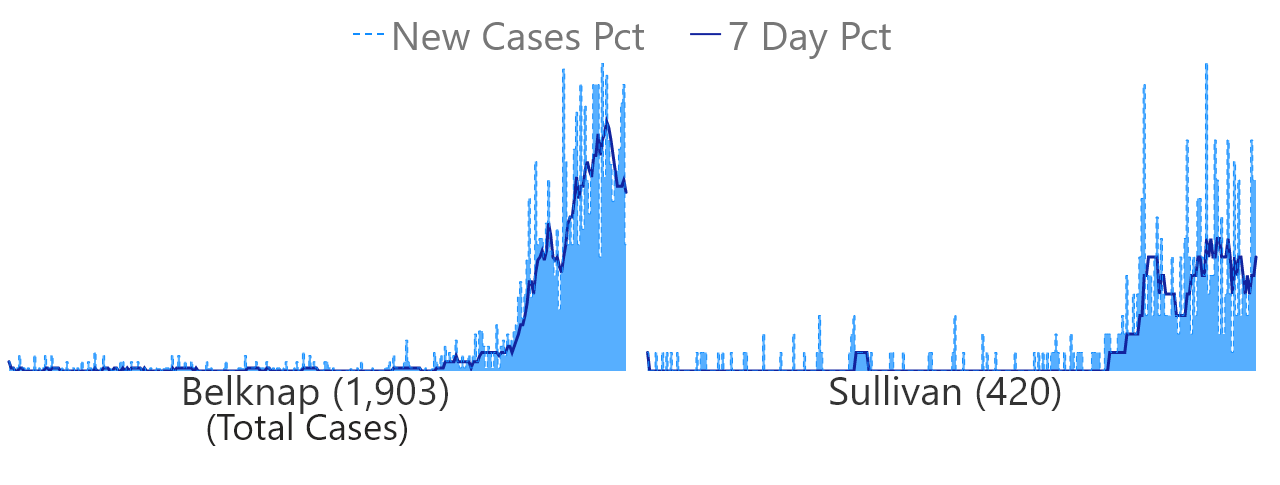 New Cases Pct 7 Day Pct
Belknap (1,903)
(Total Cases)
Sullivan (420)